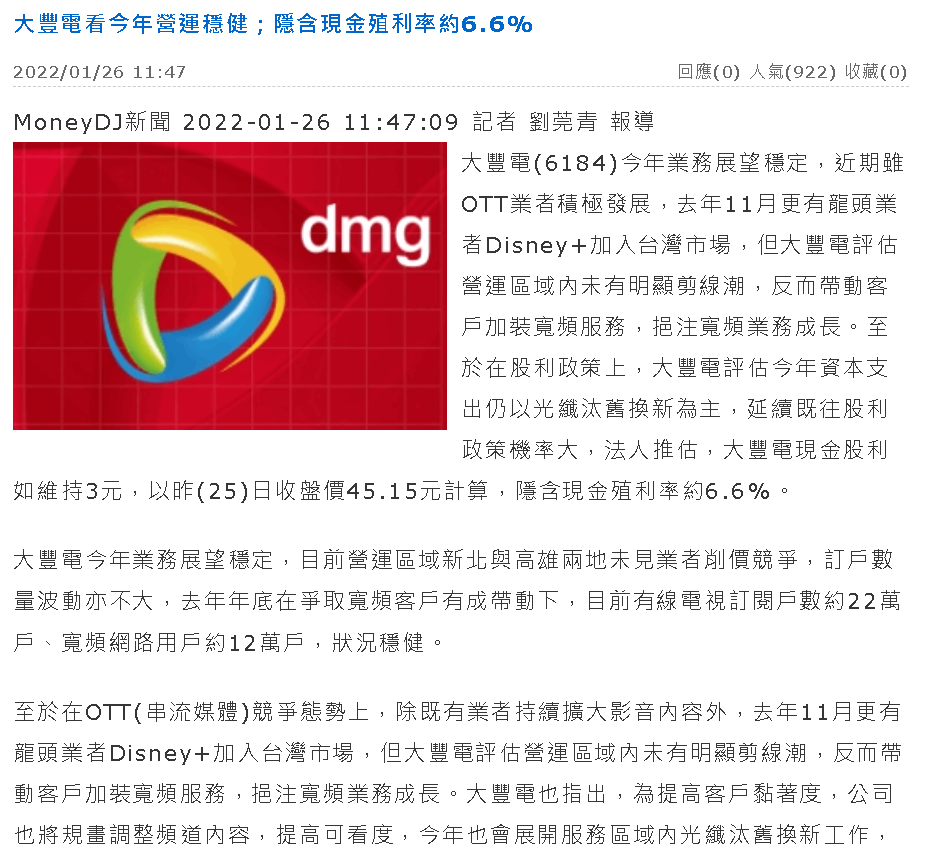 大豐電看今年營運穩健；隱含現金殖利率約6.6%
2022/01/26 11:47
回應(0) 人氣(922) 收藏(0)
MoneyDJ新聞 2022-01-26 11:47:09 記者 劉莞青 報導
dmg
大豐電(6184)今年業務展望穩定，近期雖
OTT業者積極發展，去年11月更有龍頭業
者Disney+加入台灣市場，但大豐電評估
營運區域內未有明顯剪線潮，反而帶動客
戶加裝寬頻服務，挹注寬頻業務成長。至
於在股利政策上，大豐電評估今年資本支
出仍以光纖汰舊換新為主，延續既往股利
政策機率大，法人推估，大豐電現金股利
如維持3元，以昨(25)日收盤價45.15元計算，隱含現金殖利率約6.6%。
大豐電今年業務展望穩定，目前營運區域新北與高雄兩地未見業者削價競爭，訂戶數
量波動亦不大，去年年底在爭取寬頻客戶有成帶動下，目前有線電視訂閱戶數約22萬
戶、寬頻網路用戶約12萬戶，狀況穩健。
至於在OTT(串流媒體)競爭態勢上，除既有業者持續擴大影音內容外，去年11月更有
龍頭業者Disney+加入台灣市場，但大豐電評估營運區域內未有明顯剪線潮，反而帶
動客戶加裝寬頻服務，挹注寬頻業務成長。大豐電也指出，為提高客戶黏著度，公司
也將規畫調整頻道內容，提高可看度，今年也會展開服務區域內光纖汰舊換新工作，